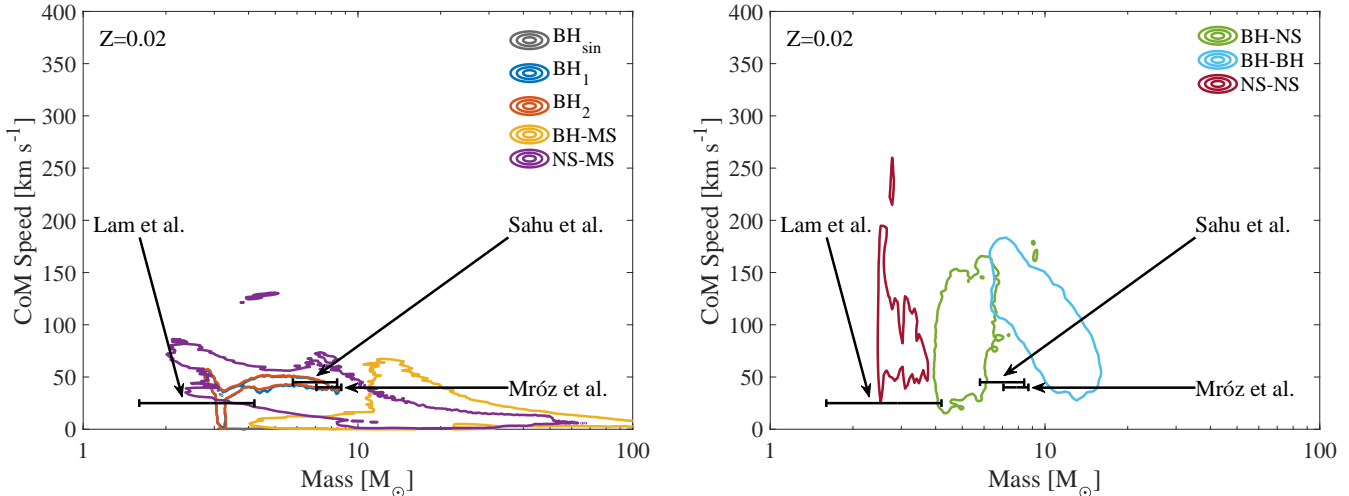 Z=0.02
BH_sin
BH_1
BH_2
BH-MS
NS-MS
Lam et al.
Sahu et al.
Mróz et al.
CoM Speed [km s^-1]
400
350
300
250
200
150
100
50
0
1
10
100
Mass [M_⊙]
Z=0.02
BH-NS
BH-BH
NS-NS
Lam et al.
Sahu et al.
Mróz et al.
CoM Speed [km s^-1]
400
350
300
250
200
150
100
50
0
1
10
100
Mass [M_⊙]